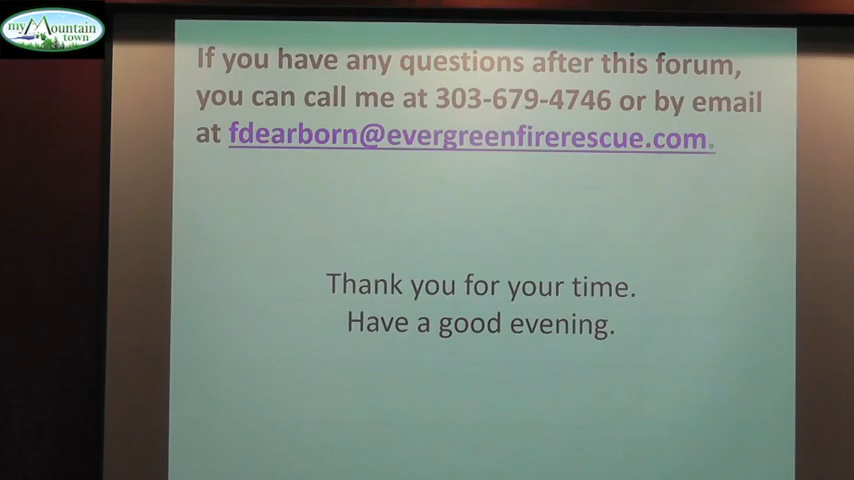 my Mountain
town
If you have any questions after this forum,
you can call me at 303-679-4746 or by email
at fdearborn@evergreenfirerescue.com.
Thank you for your time.
Have a good evening.